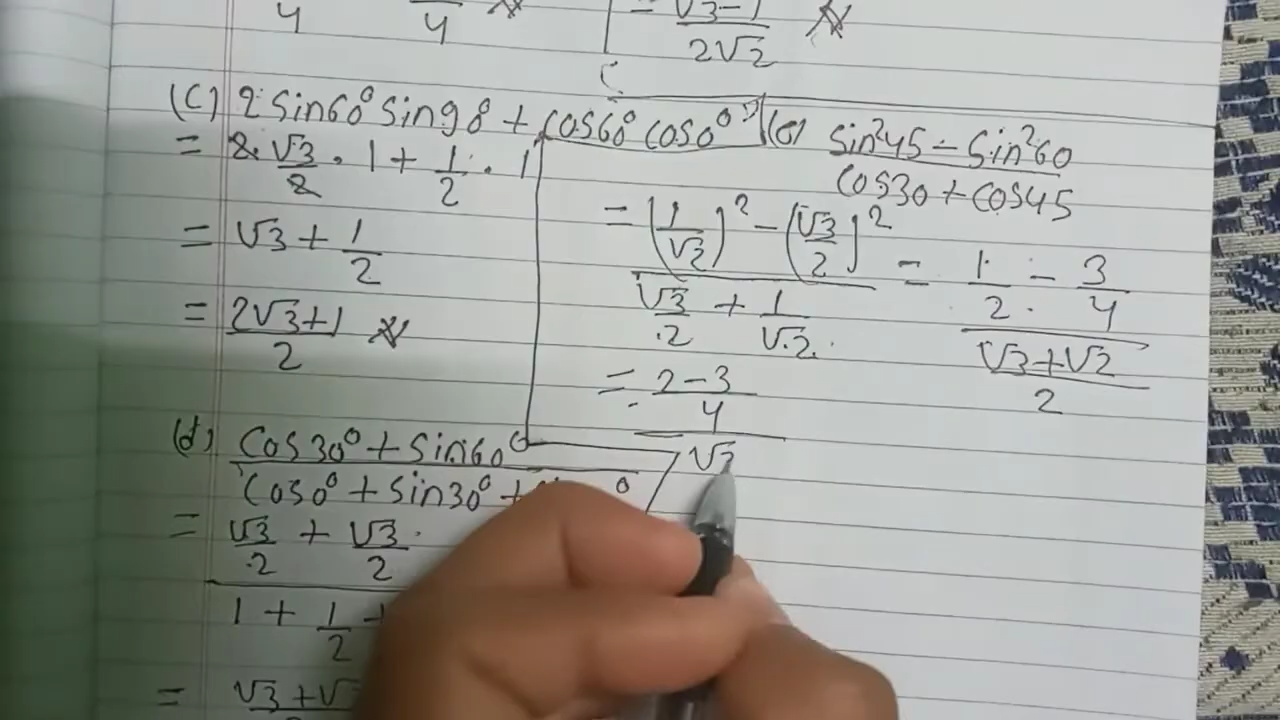 4    4
= √3-1
2√2
(c) 2 sin60° sin90 + cos60° cos0°
= 2. √3/2 . 1 + 1/2 . 1
= √3 + 1/2
= 2√3+1
2
(d) cos30° + sin60°
cos0° + sin30° +
= √3/2 + √3/2
1 + 1/2 +
= √3 + √
sin²45 - sin²60
cos30 + cos45
= (1/√2)² - (√3/2)² = 1/2 - 3/4
√3/2 + 1/√2    √3+√2
2
= 2-3
4